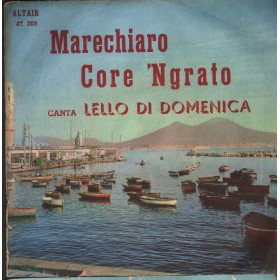 ALTAIR
Marechiaro
Core 'Ngrato
CANTA LELLO DI DOMENICA